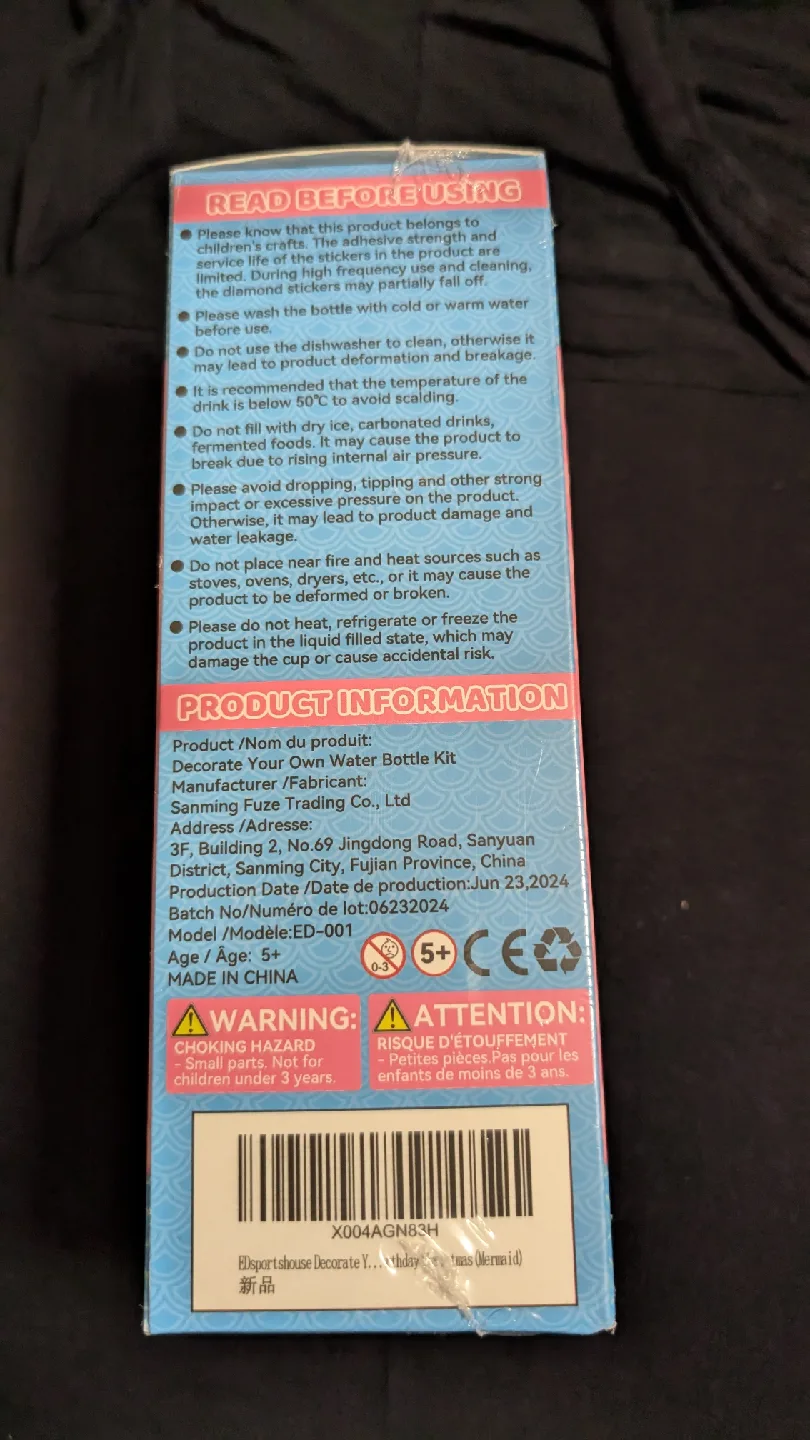 READ BEFORE USING
● Please know that this product belongs to
children's crafts. The adhesive strength and
service life of the stickers in the product are
limited. During high frequency use and cleaning,
the diamond stickers may partially fall off.
● Please wash the bottle with cold or warm water
before use.
● Do not use the dishwasher to clean, otherwise it
may lead to product deformation and breakage.
● It is recommended that the temperature of the
drink is below 50℃ to avoid scalding.
● Do not fill with dry ice, carbonated drinks,
fermented foods. It may cause the product to
break due to rising internal air pressure.
● Please avoid dropping, tipping and other strong
impact or excessive pressure on the product.
Otherwise, it may lead to product damage and
water leakage.
● Do not place near fire and heat sources such as
stoves, ovens, dryers, etc., or it may cause the
product to be deformed or broken.
● Please do not heat, refrigerate or freeze the
product in the liquid filled state, which may
damage the cup or cause accidental risk.
PRODUCT INFORMATION
Product /Nom du produit:
Decorate Your Own Water Bottle Kit
Manufacturer /Fabricant:
Sanming Fuze Trading Co., Ltd
Address /Adresse:
3F, Building 2, No.69 Jingdong Road, Sanyuan
District, Sanming City, Fujian Province, China
Production Date /Date de production:Jun 23,2024
Batch No/Numéro de lot:06232024
Model /Modèle:ED-001
Age / Âge: 5+
MADE IN CHINA
0-3
5+
CE
WARNING:
CHOKING HAZARD
- Small parts. Not for
children under 3 years.
ATTENTION:
RISQUE D'ÉTOUFFEMENT
- Petites pièces.Pas pour les
enfants de moins de 3 ans.
X004AGN83H
EDsportshouse Decorate Y... (Mermaid)
新品